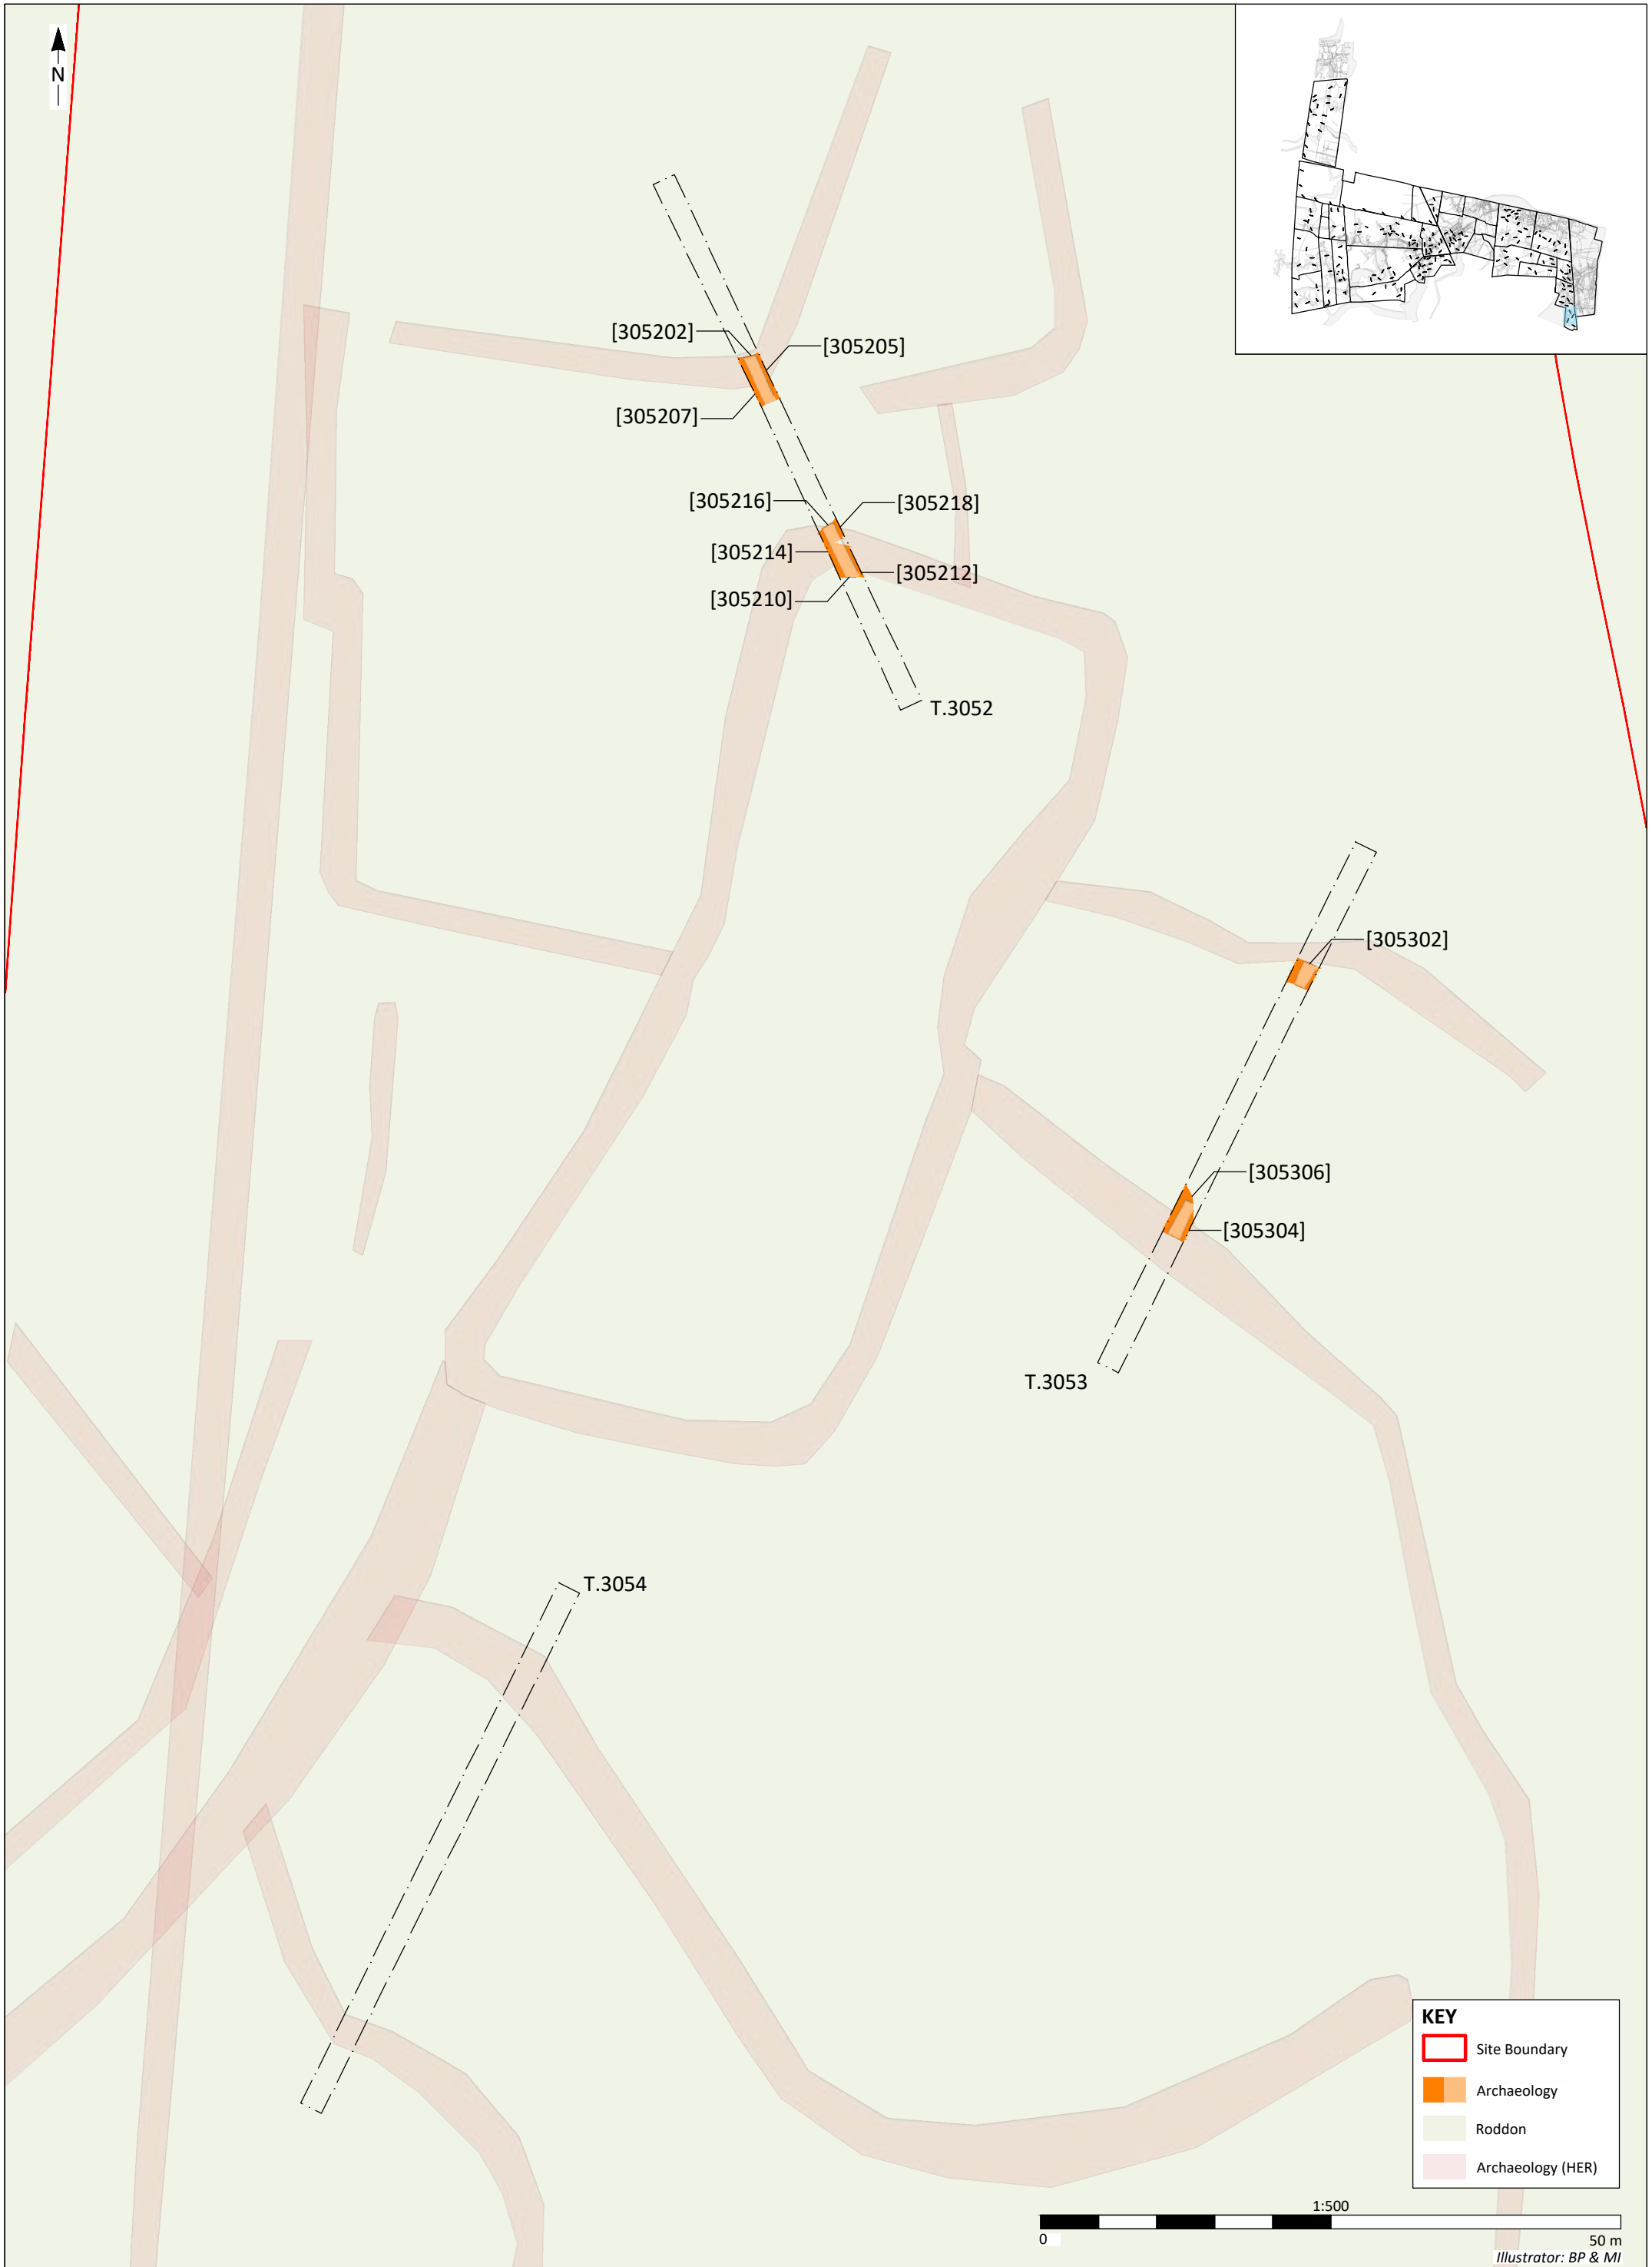 N
[305202]
[305205]
[305207]
[305216]
[305218]
[305214]
[305212]
[305210]
T.3052
[305302]
[305306]
[305304]
T.3053
T.3054
KEY
Site Boundary
Archaeology
Roddon
Archaeology (HER)
1:500
0 50 m
Illustrator: BP & MI